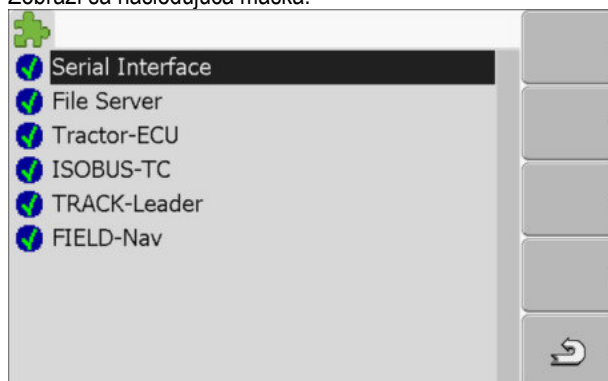 Zobrazí sa nasledujúca maska:
Serial Interface
File Server
Tractor-ECU
ISOBUS-TC
TRACK-Leader
FIELD-Nav